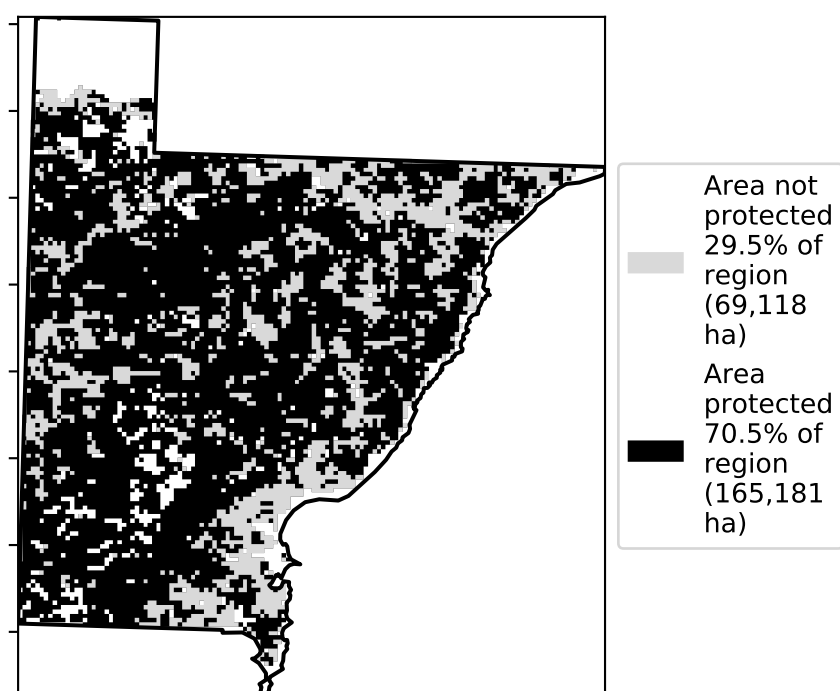 Area not
protected
29.5% of
region
(69,118
ha)
Area
protected
70.5% of
region
(165,181
ha)